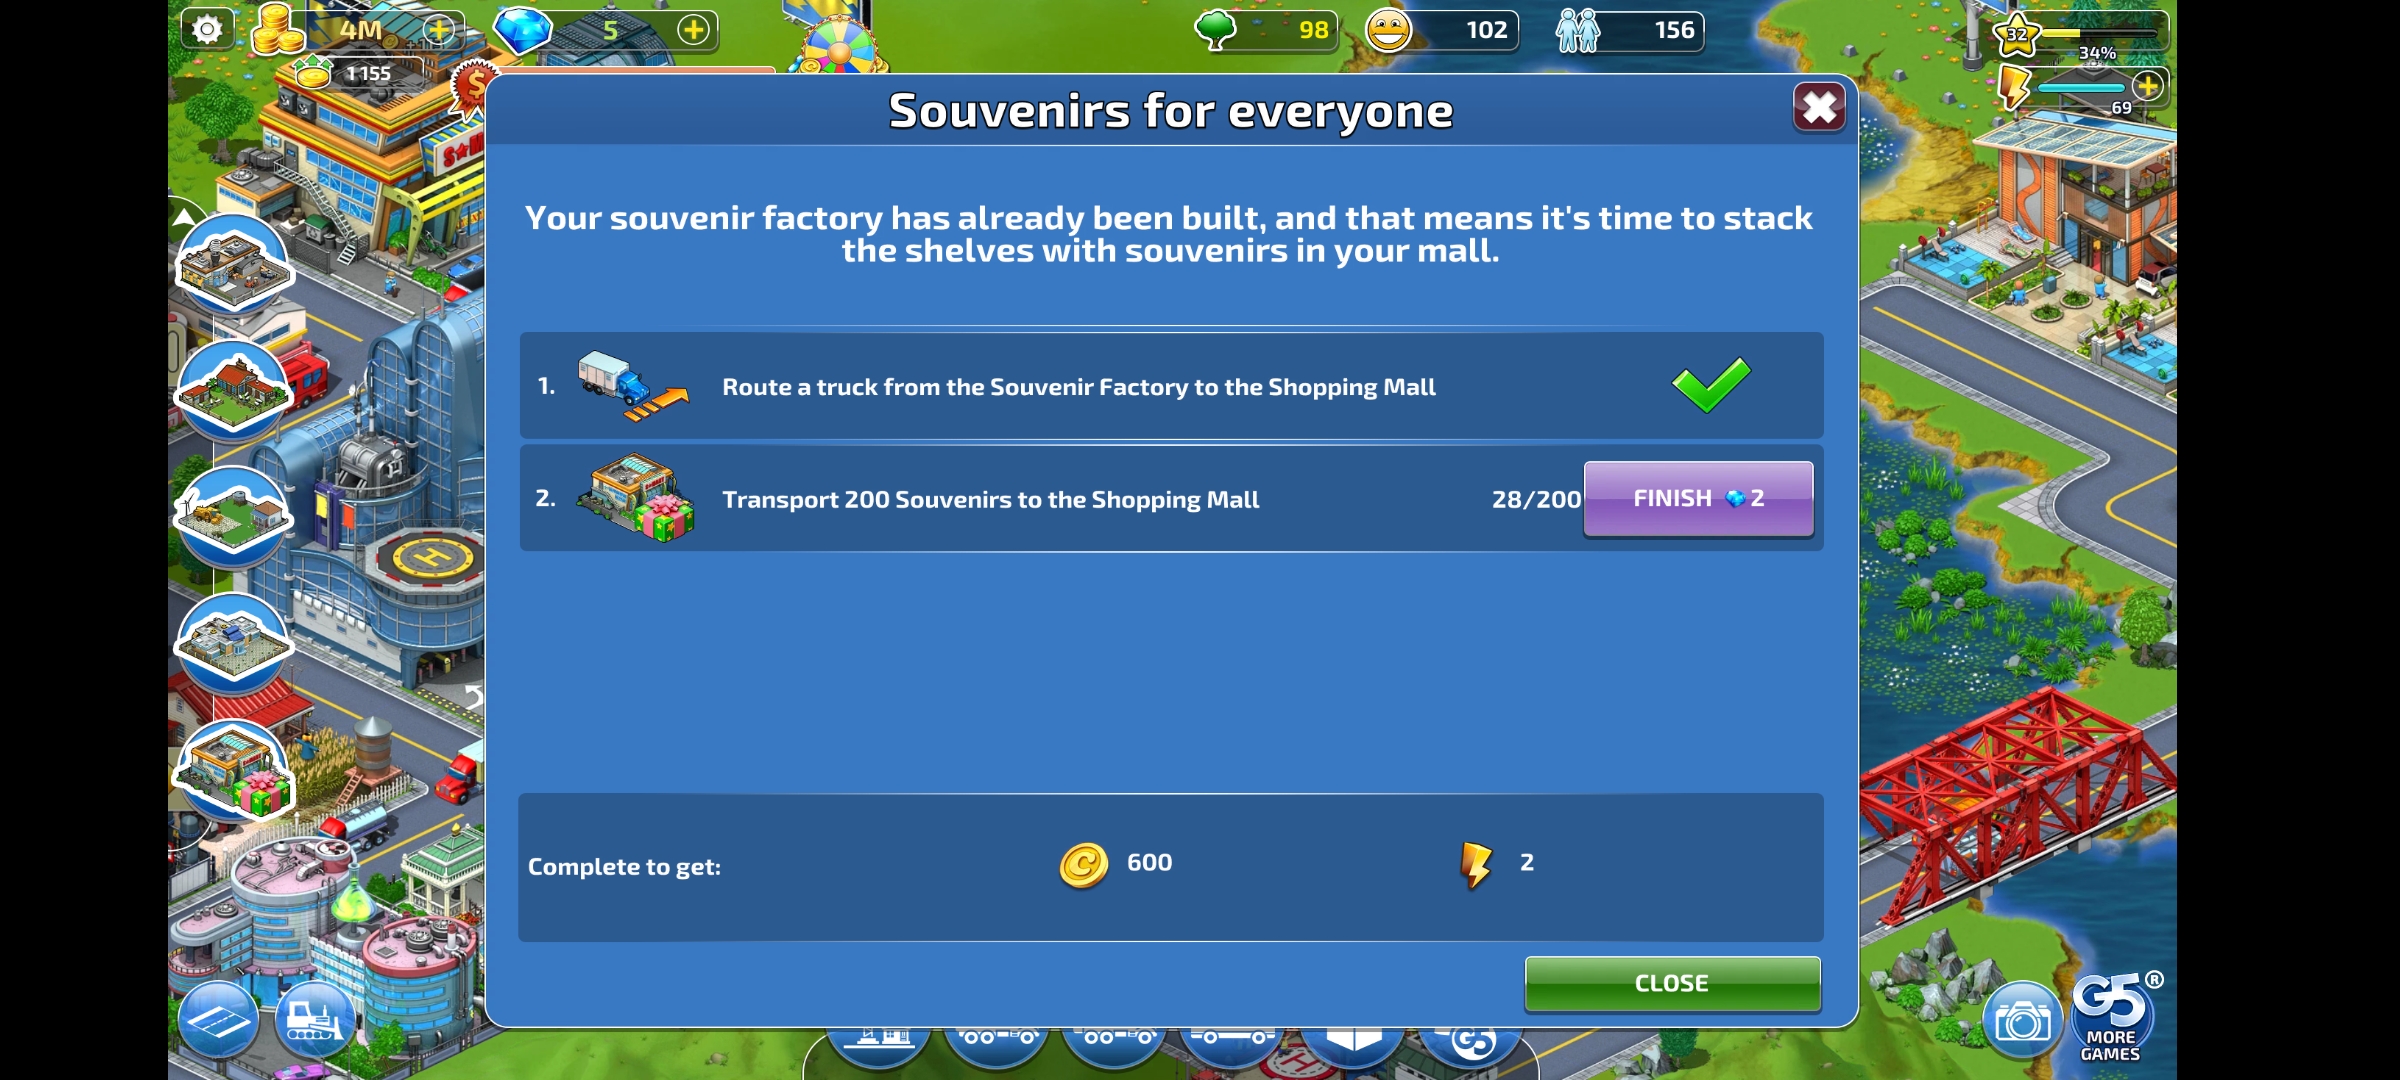 4M
5
98
102
156
32
34%
1155
69
Souvenirs for everyone
Your souvenir factory has already been built, and that means it's time to stack
the shelves with souvenirs in your mall.
1. Route a truck from the Souvenir Factory to the Shopping Mall
2. Transport 200 Souvenirs to the Shopping Mall 28/200 FINISH 2
Complete to get: 600 2
CLOSE
G5®
MORE
GAMES
G5
H
H